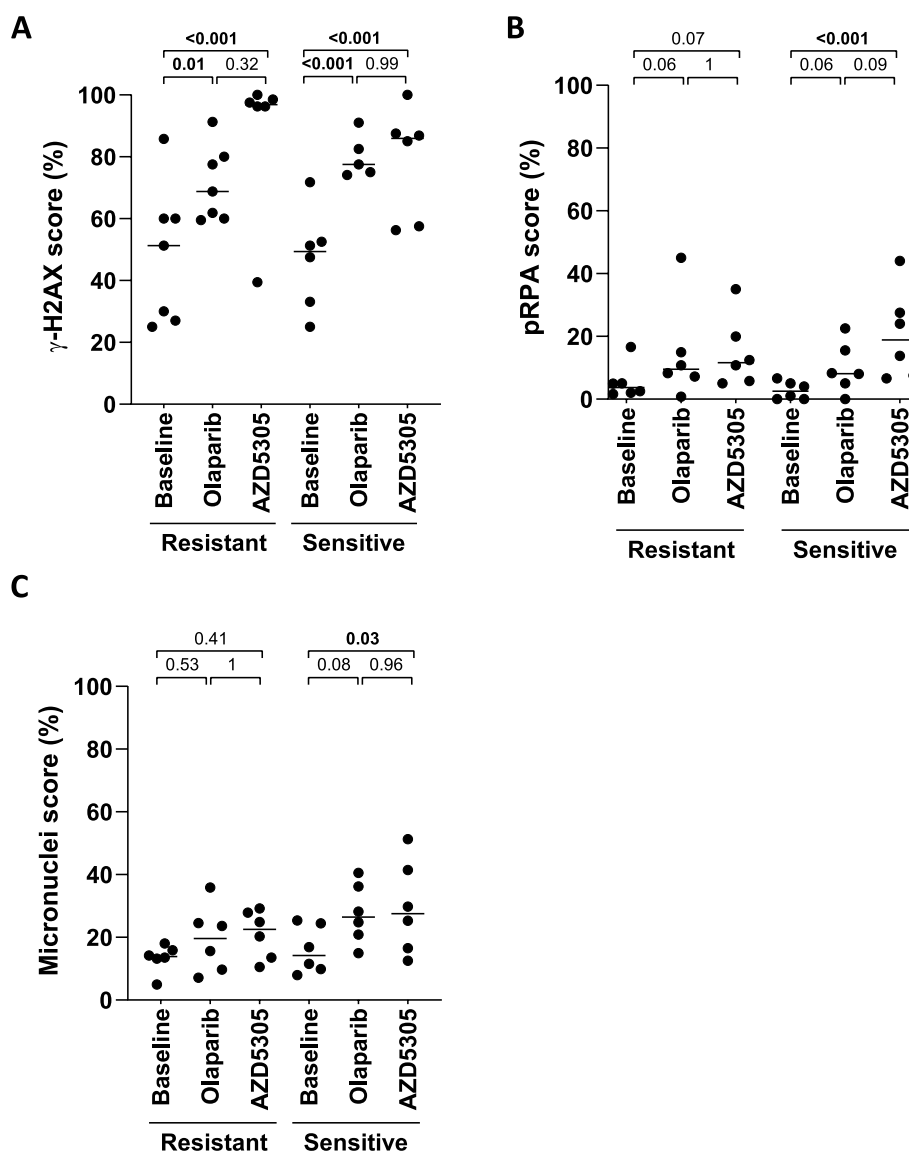 A
<0.001 <0.001
0.01 0.32 <0.001 0.99
γ-H2AX score (%)
100
80
60
40
20
0
Baseline Olaparib AZD5305 Baseline Olaparib AZD5305
Resistant Sensitive
B
0.07 <0.001
0.06 1 0.06 0.09
pRPA score (%)
100
80
60
40
20
0
Baseline Olaparib AZD5305 Baseline Olaparib AZD5305
Resistant Sensitive
C
0.41 0.03
0.53 1 0.08 0.96
Micronuclei score (%)
100
80
60
40
20
0
Baseline Olaparib AZD5305 Baseline Olaparib AZD5305
Resistant Sensitive